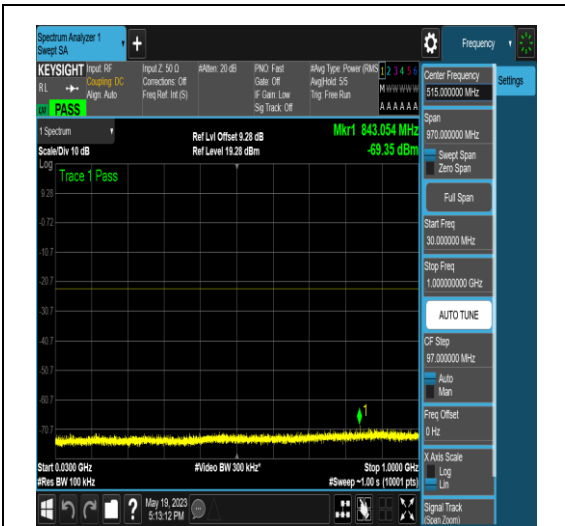 Spectrum Analyzer 1
Swept SA
+
Frequency
KEYSIGHT
Input: RF
Coupling: DC
Align: Auto
Input Z: 50 Ω
Corrections: Off
Freq Ref: Int (S)
#Atten: 20 dB
PNO: Fast
Gate: Off
IF Gain: Low
Sig Track: Off
#Avg Type: Power (RMS
Avg|Hold: 5/5
Trig: Free Run
1 2 3 4 5 6
M W W W W W
A A A A A A
RL
PASS
1 Spectrum
Scale/Div 10 dB
Ref Lvl Offset 9.28 dB
Ref Level 19.28 dBm
Mkr1 843.054 MHz
-69.35 dBm
Log
Trace 1 Pass
9.28
-0.72
-10.7
-20.7
-30.7
-40.7
-50.7
-60.7
-70.7
1
Start 0.0300 GHz
#Res BW 100 kHz
#Video BW 300 kHz*
Stop 1.0000 GHz
#Sweep ~1.00 s (10001 pts)
May 19, 2023
5:13:12 PM
?
Center Frequency
515.000000 MHz
Settings
Span
970.000000 MHz
Swept Span
Zero Span
Full Span
Start Freq
30.000000 MHz
Stop Freq
1.000000000 GHz
AUTO TUNE
CF Step
97.000000 MHz
Auto
Man
Freq Offset
0 Hz
X Axis Scale
Log
Lin
Signal Track
(Span Zoom)